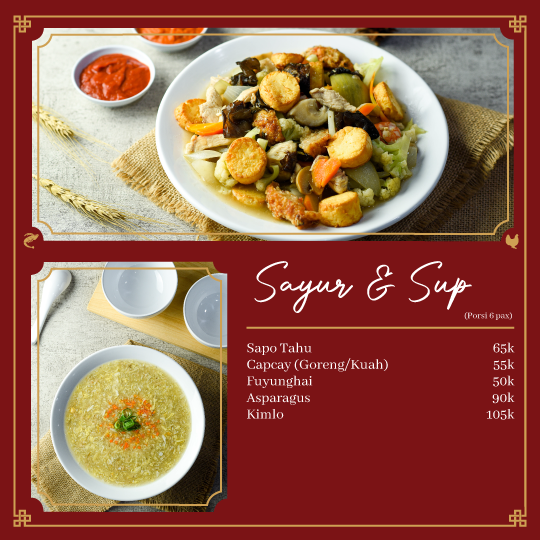 Sayur & Sup
(Porsi 6 pax)
Sapo Tahu 65k
Capcay (Goreng/Kuah) 55k
Fuyunghai 50k
Asparagus 90k
Kimlo 105k